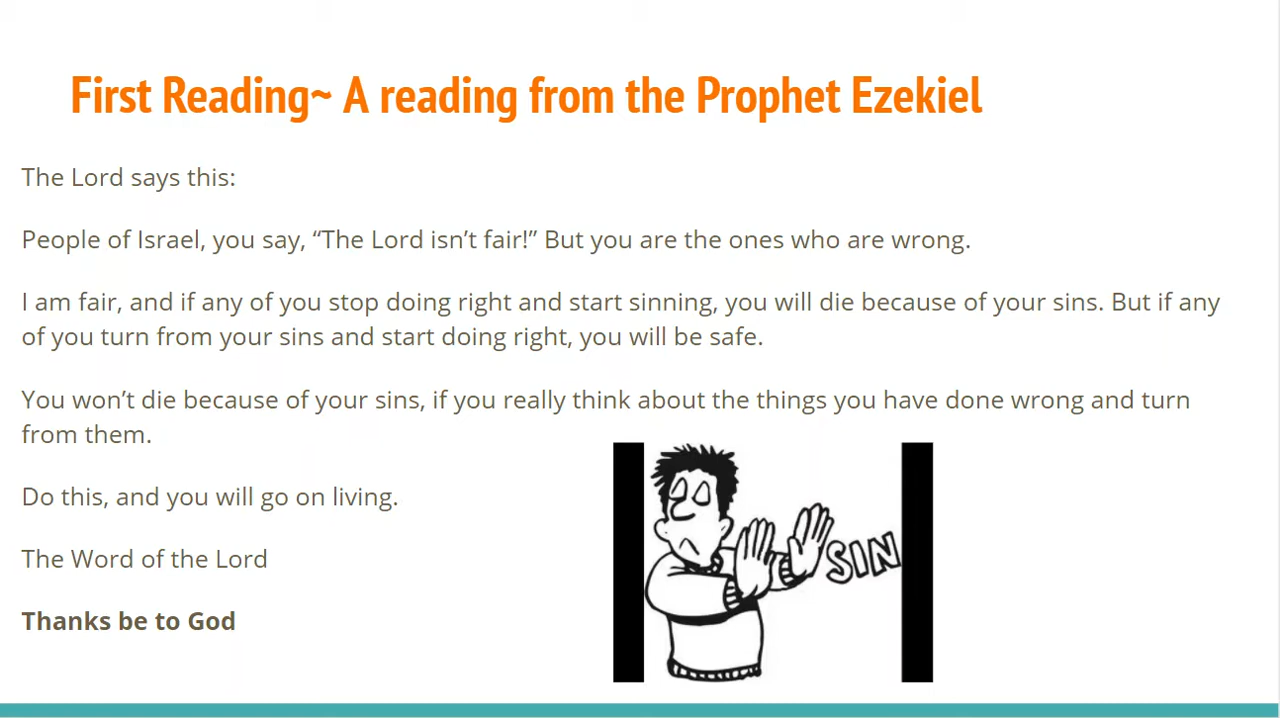 First Reading~ A reading from the Prophet Ezekiel
The Lord says this:
People of Israel, you say, “The Lord isn’t fair!” But you are the ones who are wrong.
I am fair, and if any of you stop doing right and start sinning, you will die because of your sins. But if any
of you turn from your sins and start doing right, you will be safe.
You won’t die because of your sins, if you really think about the things you have done wrong and turn
from them.
Do this, and you will go on living.
The Word of the Lord
Thanks be to God
SIN